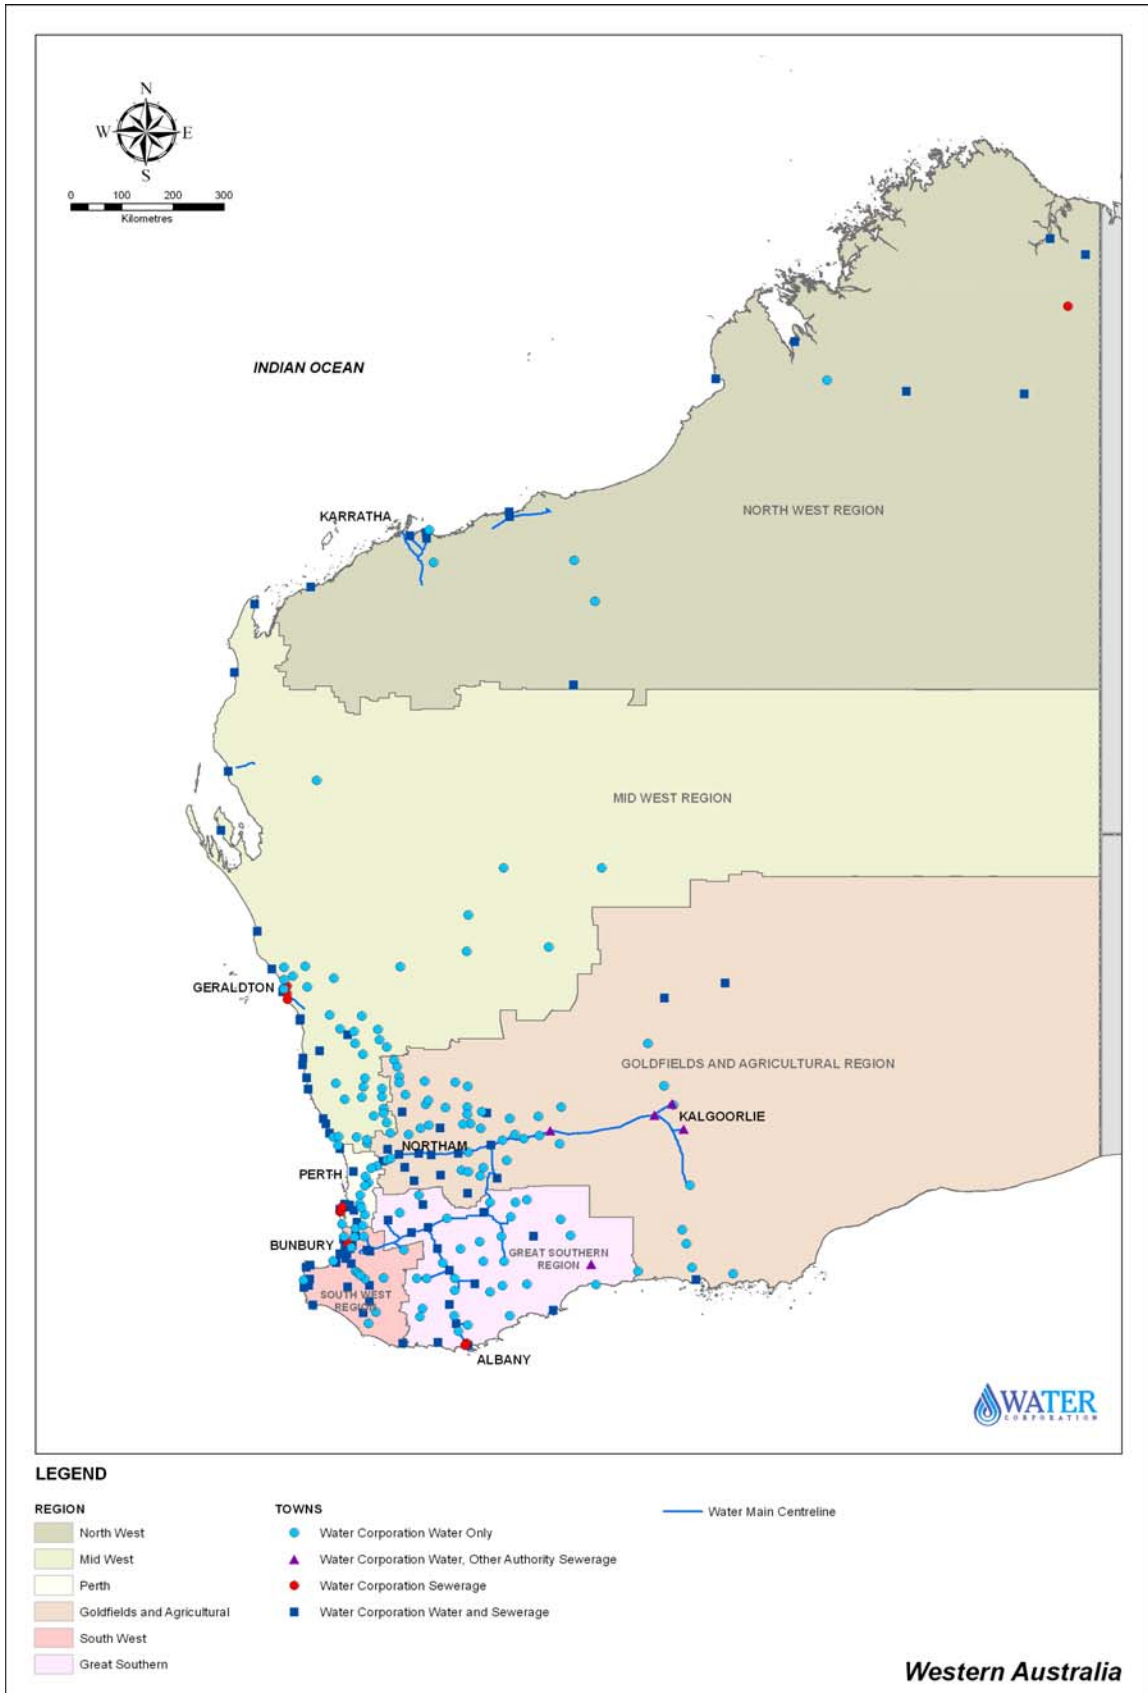 N
W E
S
0 100 200 300
Kilometres
INDIAN OCEAN
KARRATHA
NORTH WEST REGION
MID WEST REGION
GERALDTON
GOLDFIELDS AND AGRICULTURAL REGION
KALGOORLIE
NORTHAM
PERTH
BUNBURY
GREAT SOUTHERN
REGION
SOUTH WEST
REGION
ALBANY
WATER
CORPORATION
LEGEND
REGION
North West
Mid West
Perth
Goldfields and Agricultural
South West
Great Southern
TOWNS
Water Corporation Water Only
Water Corporation Water, Other Authority Sewerage
Water Corporation Sewerage
Water Corporation Water and Sewerage
Water Main Centreline
Western Australia